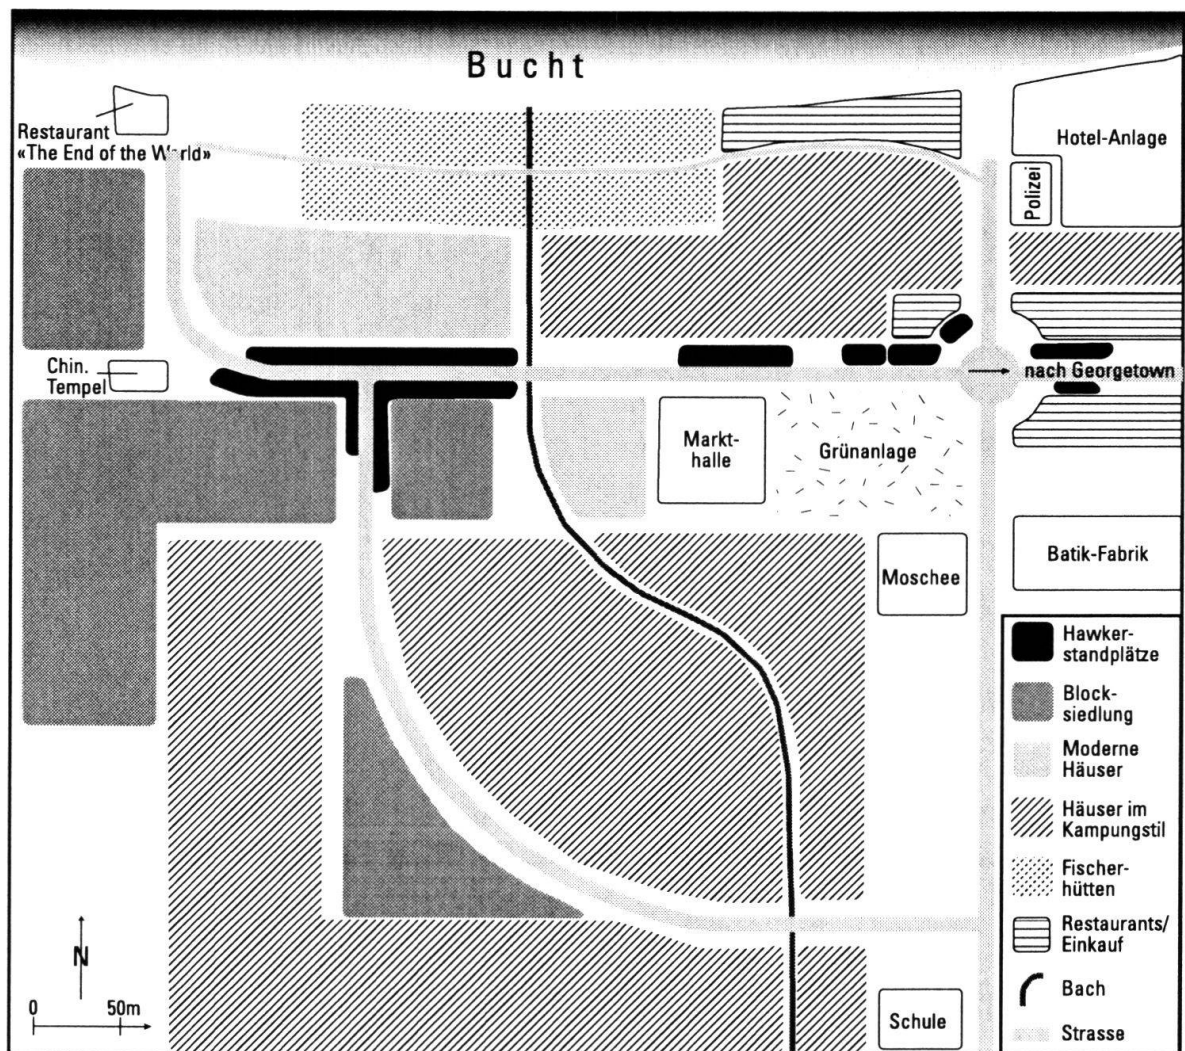 Bucht
Restaurant
«The End of the World»
Hotel-Anlage
Polizei
Chin.
Tempel
nach Georgetown
Markt-
halle
Grünanlage
Moschee
Batik-Fabrik
Hawker-
standplätze
Block-
siedlung
Moderne
Häuser
Häuser im
Kampungstil
Fischer-
hütten
Restaurants/
Einkauf
Bach
Strasse
N
0 50m
Schule